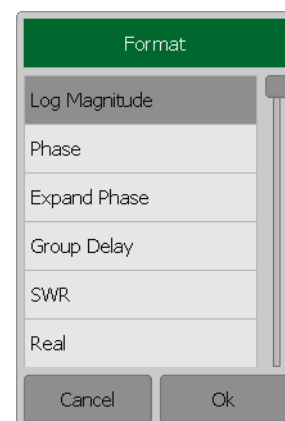 Format
Log Magnitude
Phase
Expand Phase
Group Delay
SWR
Real
Cancel Ok